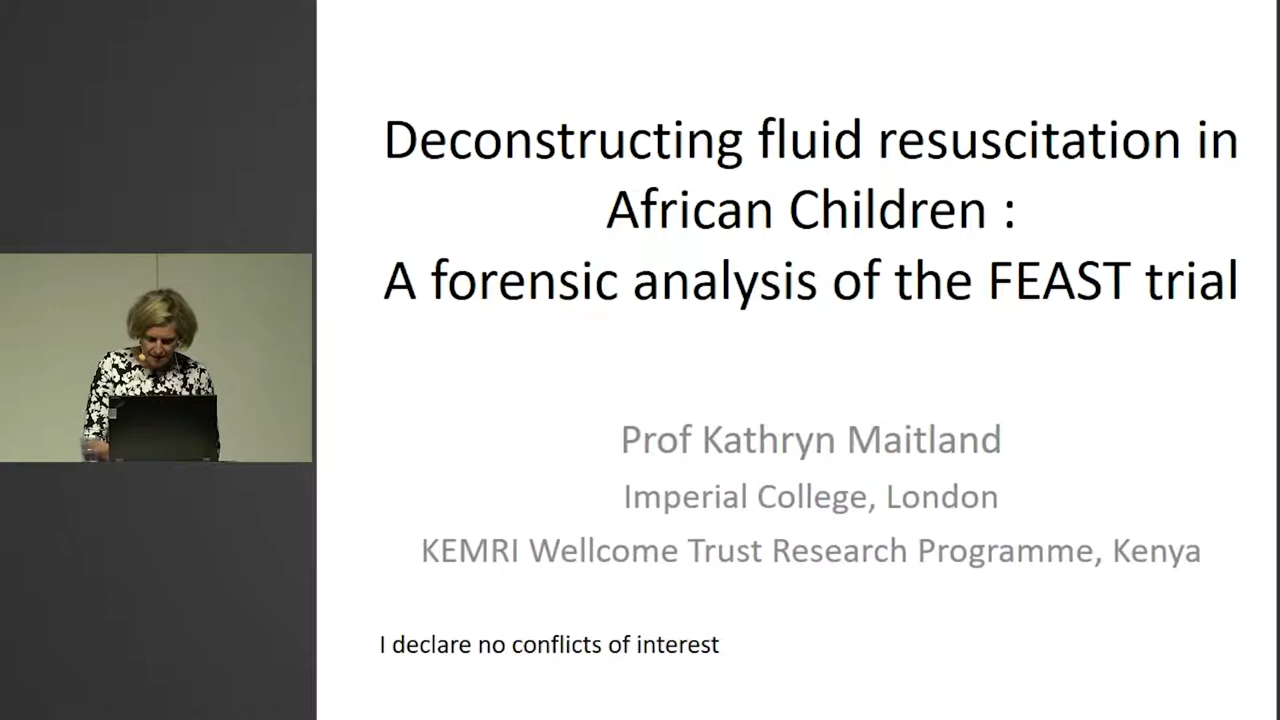 Deconstructing fluid resuscitation in
African Children :
A forensic analysis of the FEAST trial
Prof Kathryn Maitland
Imperial College, London
KEMRI Wellcome Trust Research Programme, Kenya
I declare no conflicts of interest